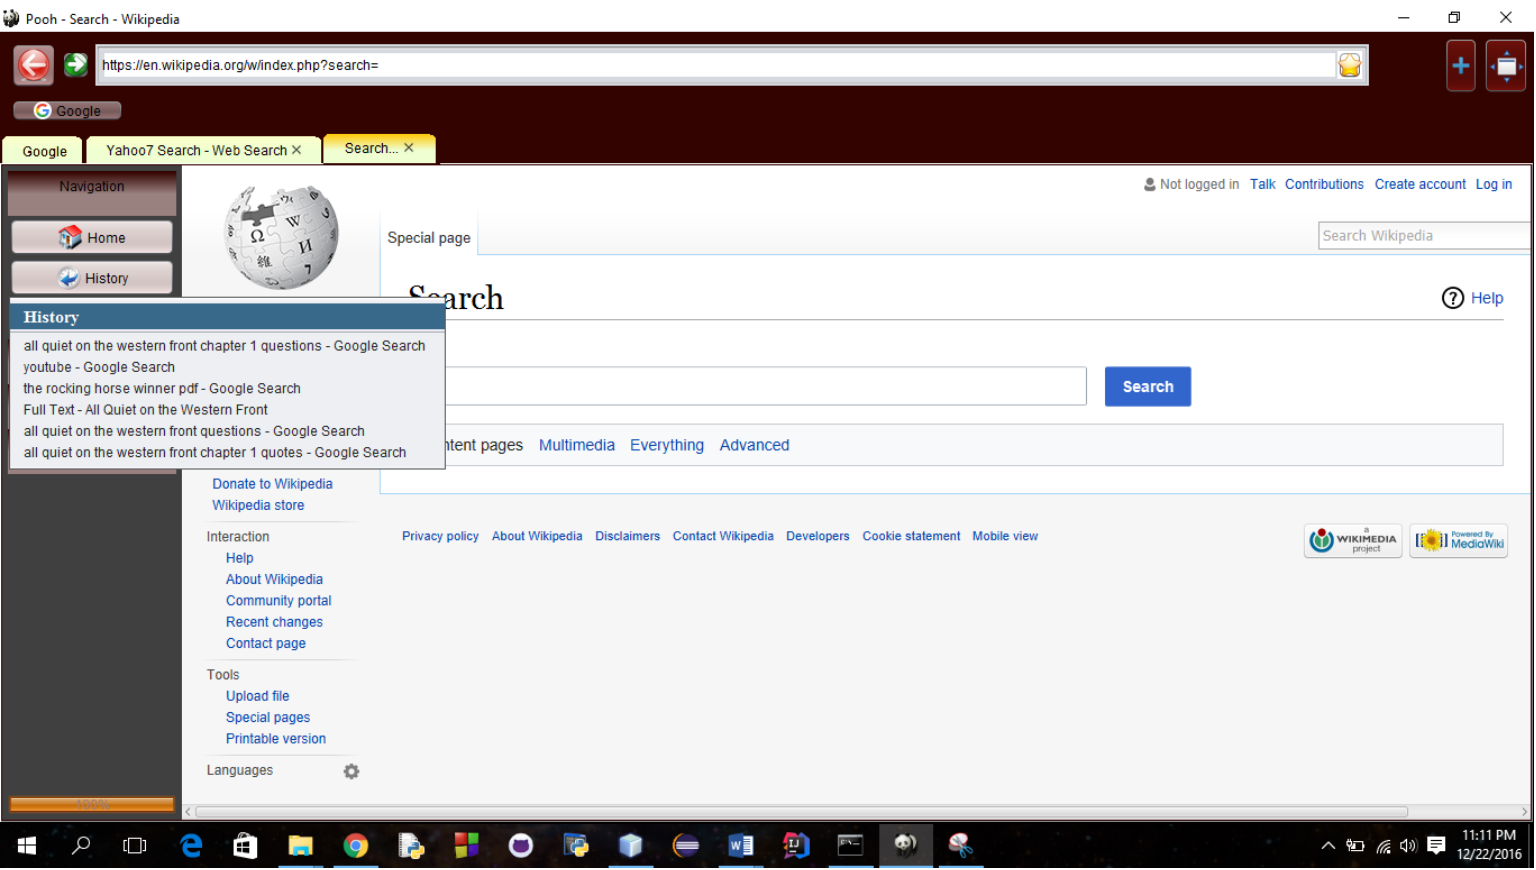 Pooh - Search - Wikipedia
https://en.wikipedia.org/w/index.php?search=
Google
Google
Yahoo7 Search - Web Search
Search...
Navigation
Home
History
History
all quiet on the western front chapter 1 questions - Google Search
youtube - Google Search
the rocking horse winner pdf - Google Search
Full Text - All Quiet on the Western Front
all quiet on the western front questions - Google Search
all quiet on the western front chapter 1 quotes - Google Search
100%
Not logged in Talk Contributions Create account Log in
Special page
Search Wikipedia
Search
Help
Search
tent pages Multimedia Everything Advanced
Donate to Wikipedia
Wikipedia store
Interaction
Help
About Wikipedia
Community portal
Recent changes
Contact page
Tools
Upload file
Special pages
Printable version
Languages
Privacy policy About Wikipedia Disclaimers Contact Wikipedia Developers Cookie statement Mobile view
a
WIKIMEDIA
project
Powered By
MediaWiki
11:11 PM
12/22/2016